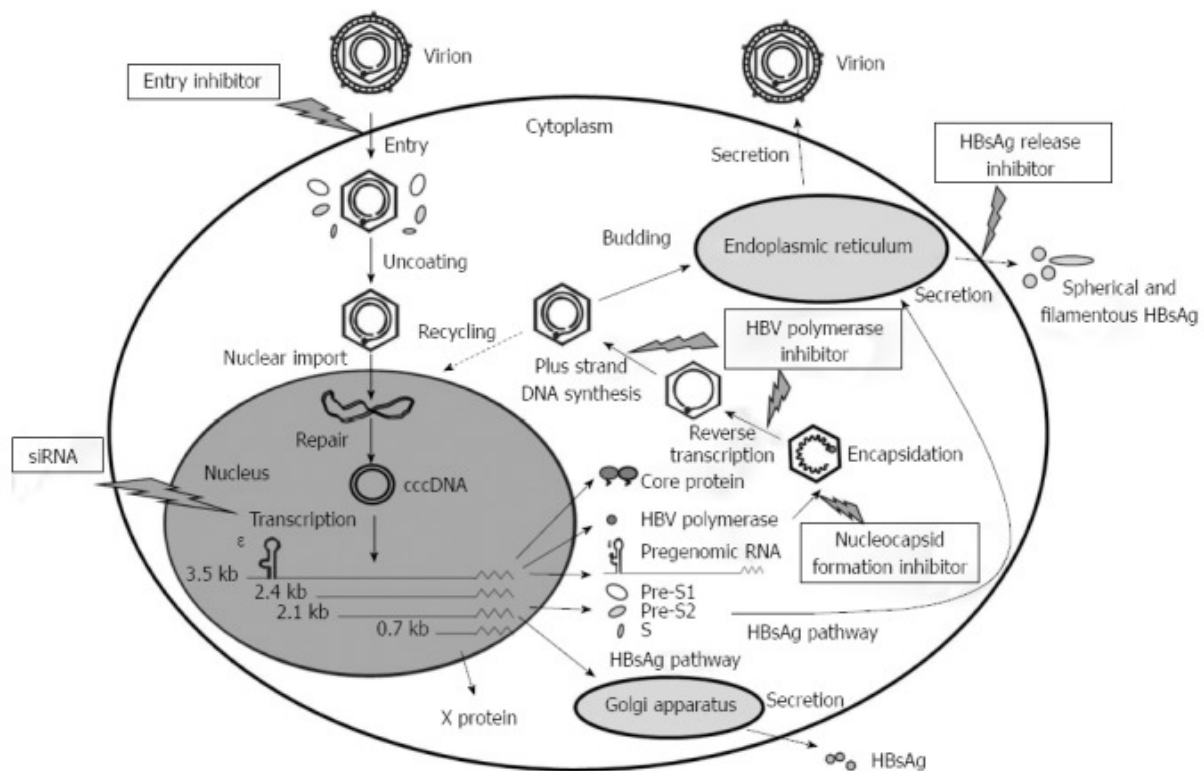 Virion
Entry inhibitor
Entry
Cytoplasm
Virion
Secretion
HBsAg release
inhibitor
Uncoating
Budding
Endoplasmic reticulum
Secretion
Spherical and
filamentous HBsAg
Recycling
Nuclear import
HBV polymerase
inhibitor
Plus strand
DNA synthesis
Repair
Reverse
transcription
Encapsidation
siRNA
Nucleus
cccDNA
Core protein
Transcription
HBV polymerase
Nucleocapsid
formation inhibitor
ε
ε
Pregenomic RNA
3.5 kb
2.4 kb
2.1 kb
0.7 kb
Pre-S1
Pre-S2
S
HBsAg pathway
HBsAg pathway
X protein
Golgi apparatus
Secretion
HBsAg